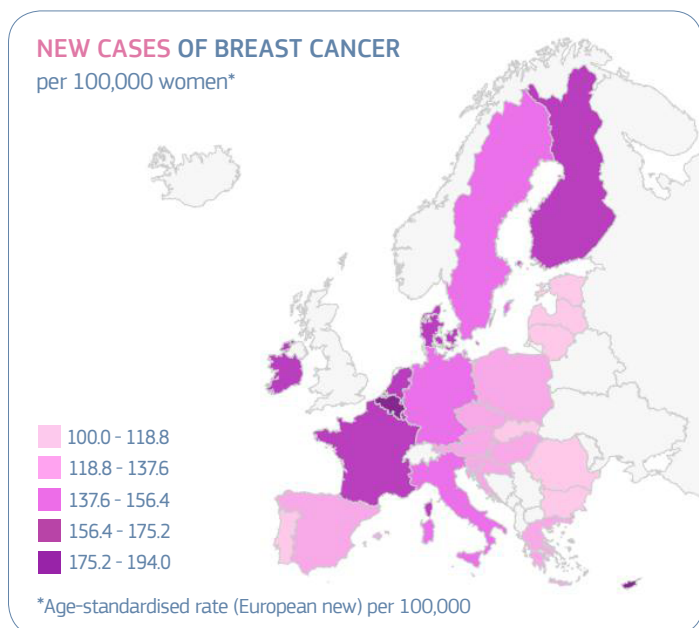 NEW CASES OF BREAST CANCER
per 100,000 women*
100.0 - 118.8
118.8 - 137.6
137.6 - 156.4
156.4 - 175.2
175.2 - 194.0
*Age-standardised rate (European new) per 100,000